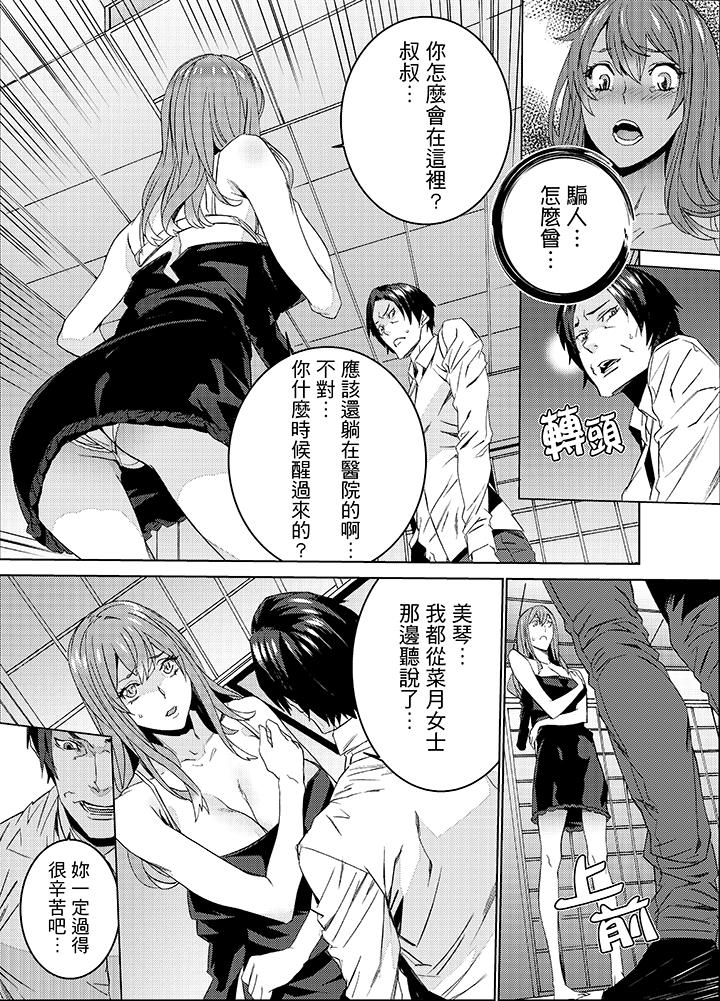 騙人…
怎麼會…
轉頭
你怎麼會在這裡？
叔叔…
應該還躺在醫院的啊…
不對…
你什麼時候醒過來的？
上前
美琴…
我都從菜月女士
那邊聽說了…
妳一定過得
很辛苦吧…